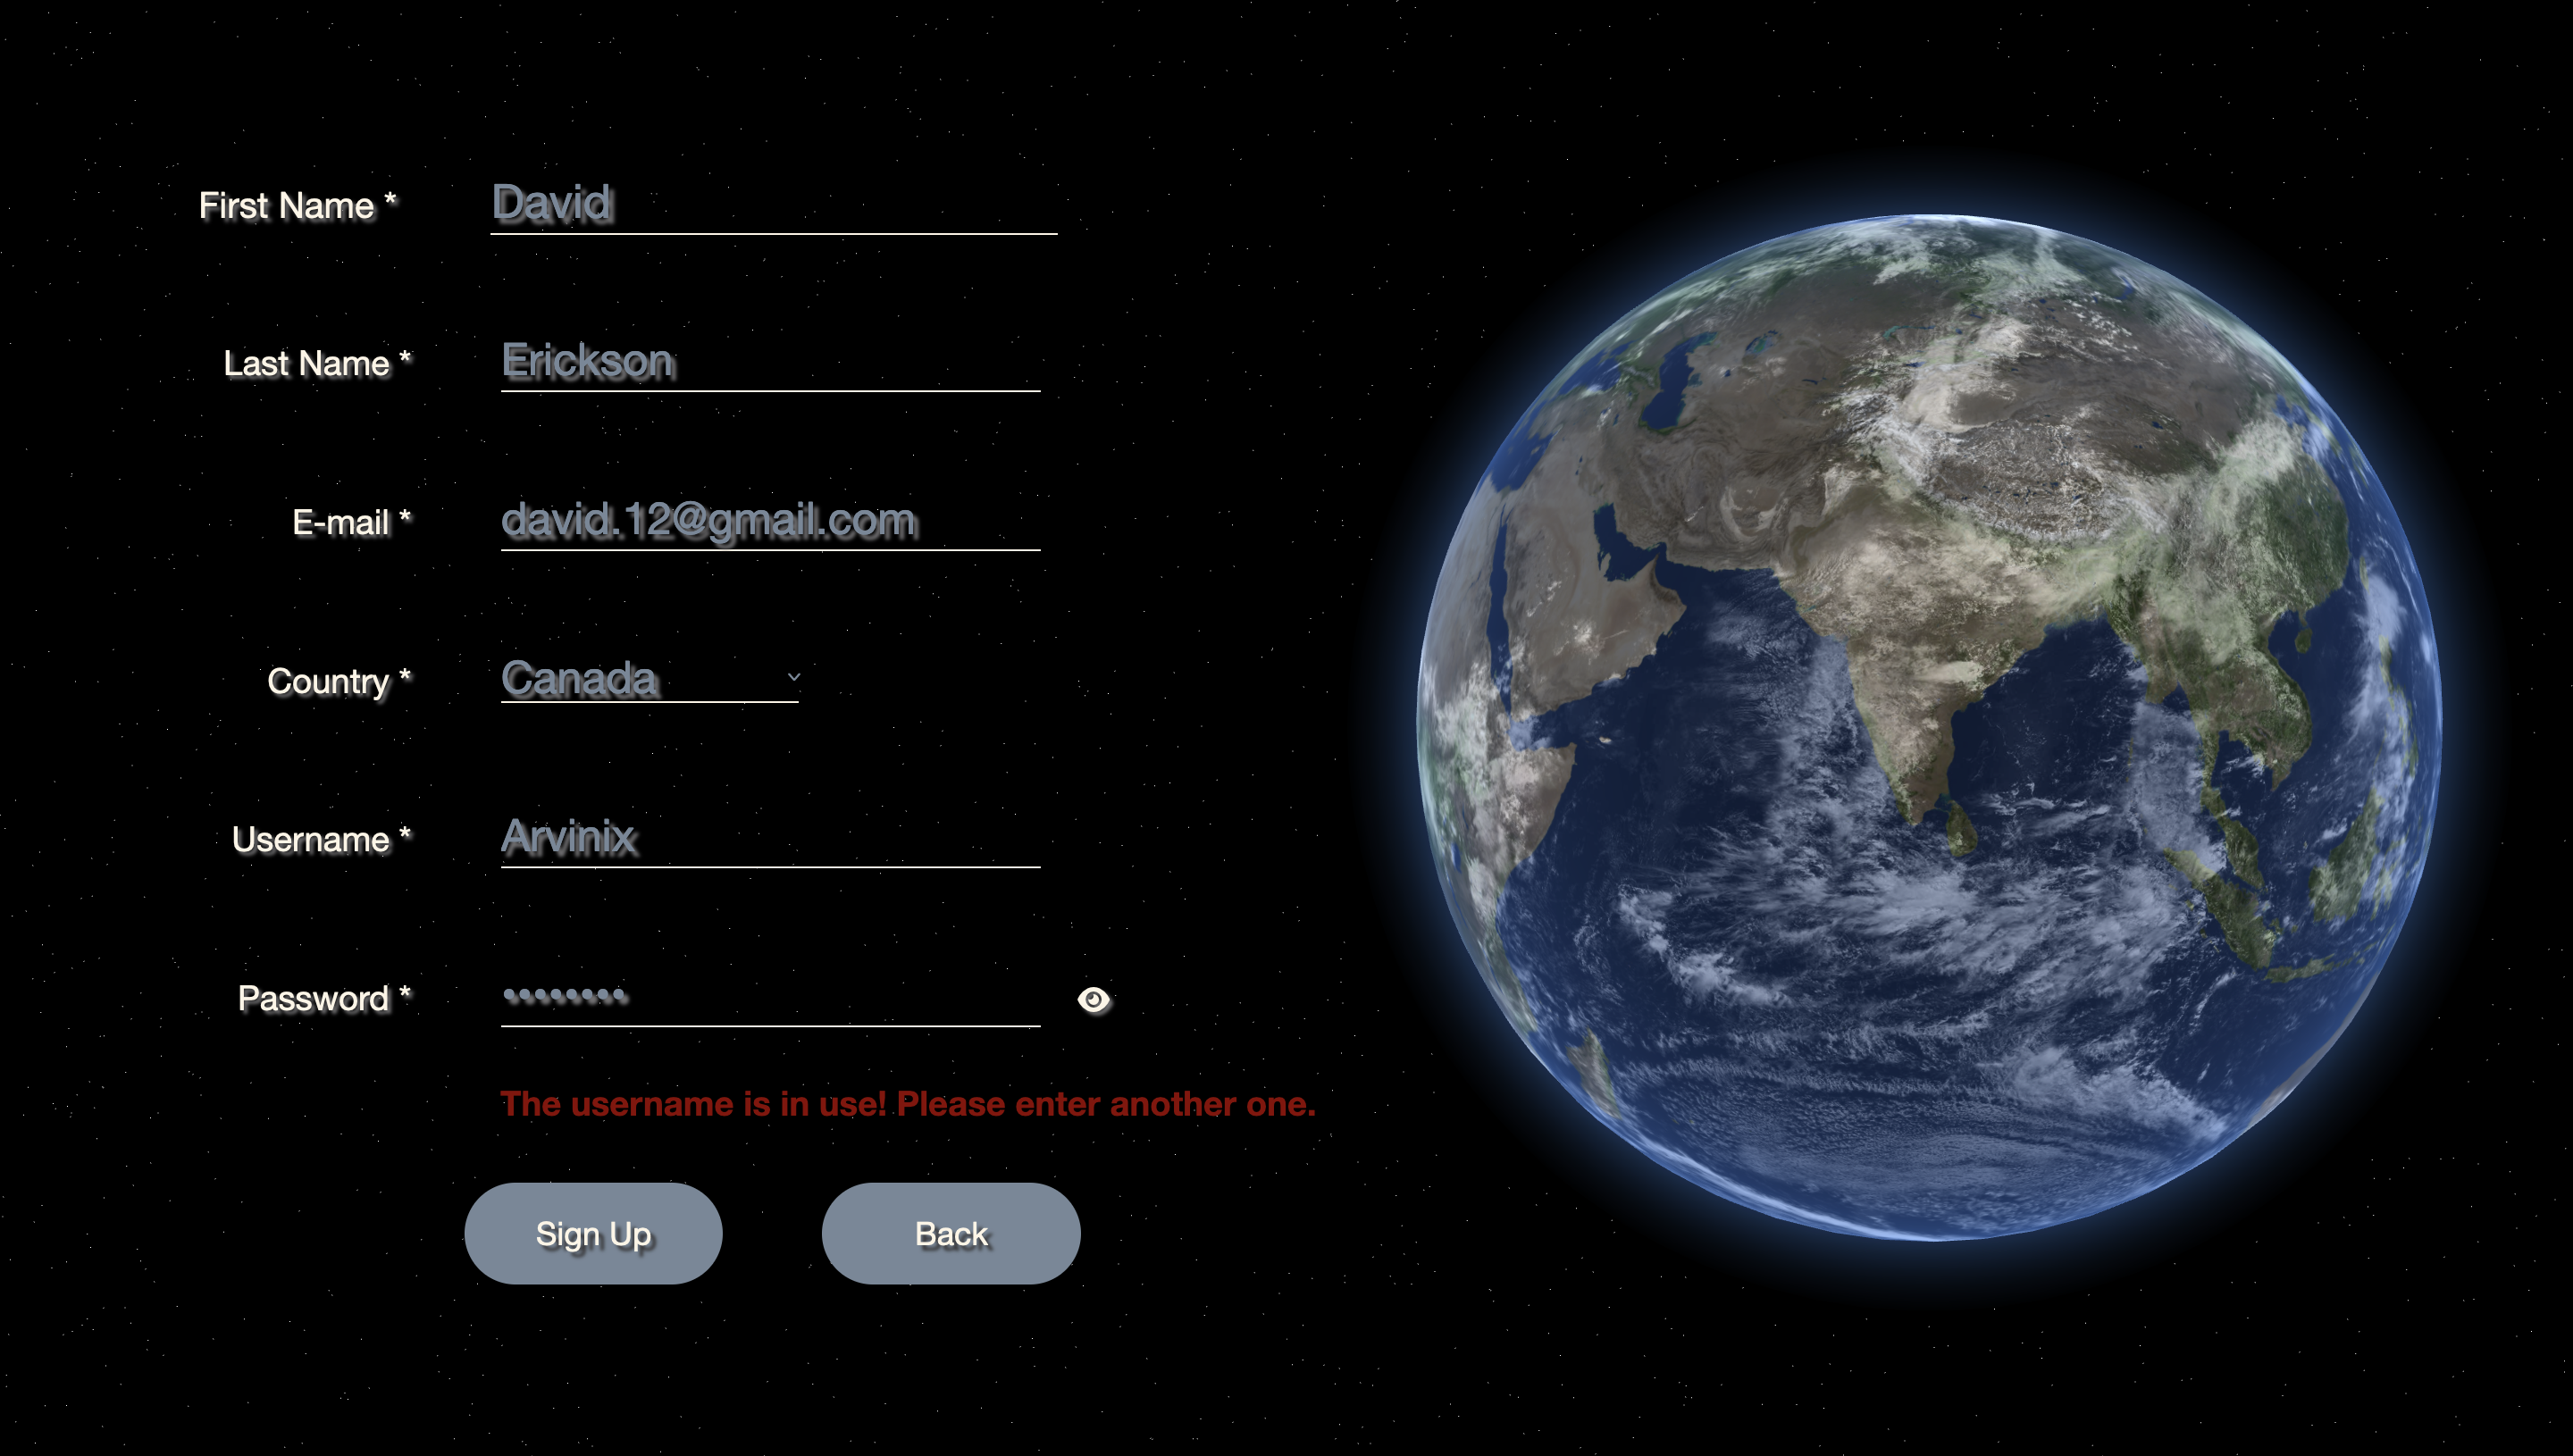 First Name * David
Last Name * Erickson
E-mail * david.12@gmail.com
Country * Canada
Username * Arvinix
Password * ••••••••
The username is in use! Please enter another one.
Sign Up Back